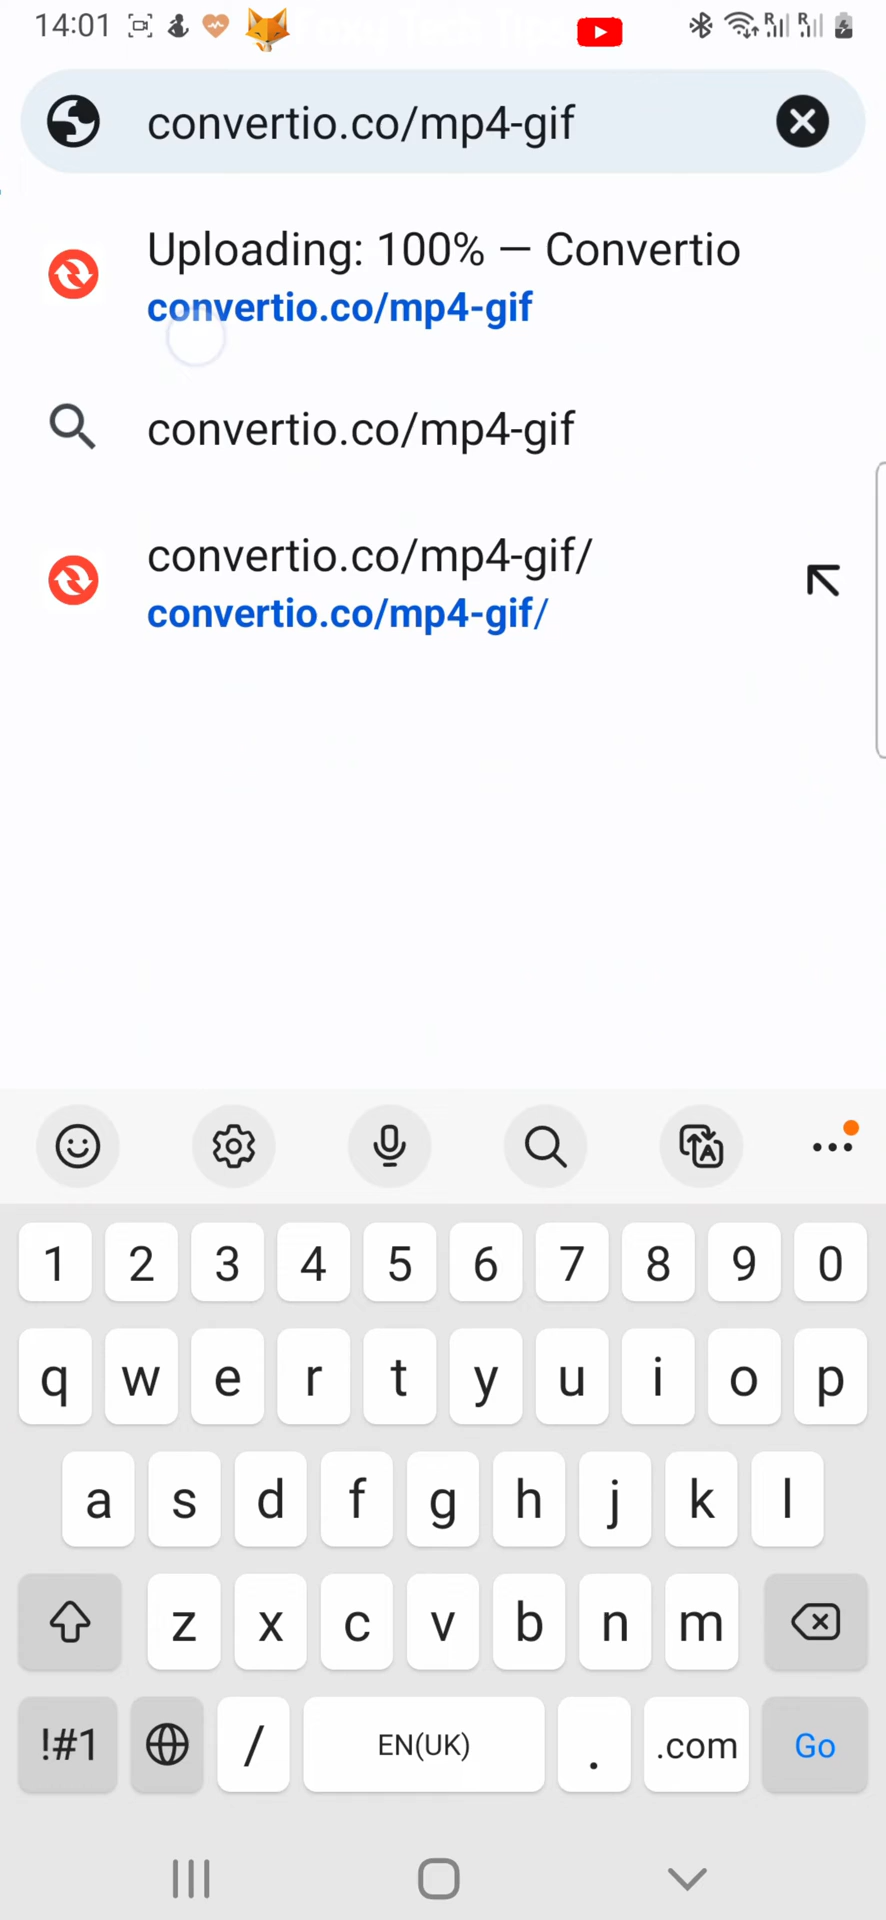 14:01
convertio.co/mp4-gif
Uploading: 100% — Convertio
convertio.co/mp4-gif
convertio.co/mp4-gif
convertio.co/mp4-gif/
convertio.co/mp4-gif/
1 2 3 4 5 6 7 8 9 0
q w e r t y u i o p
a s d f g h j k l
z x c v b n m
!#1 / EN(UK) . .com Go